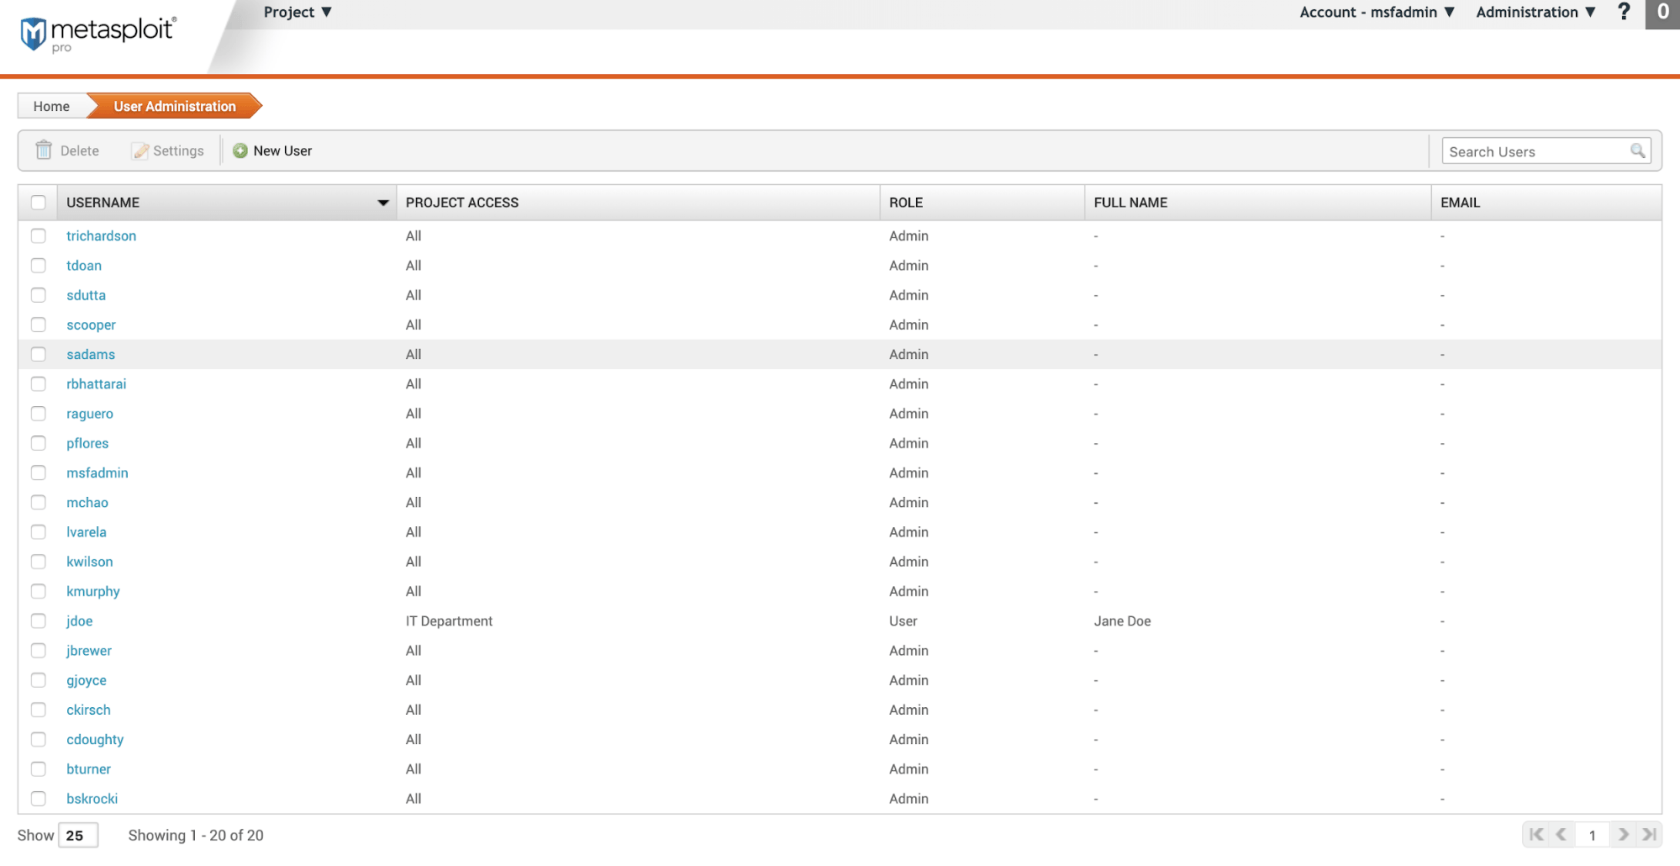 Project ▼ Account - msfadmin ▼ Administration ▼ ? 0
metasploit®
pro
Home User Administration
Delete Settings New User Search Users
USERNAME PROJECT ACCESS ROLE FULL NAME EMAIL
trichardson All Admin - -
tdoan All Admin - -
sdutta All Admin - -
scooper All Admin - -
sadams All Admin - -
rbhattarai All Admin - -
raguero All Admin - -
pflores All Admin - -
msfadmin All Admin - -
mchao All Admin - -
lvarela All Admin - -
kwilson All Admin - -
kmurphy All Admin - -
jdoe IT Department User Jane Doe -
jbrewer All Admin - -
gjoyce All Admin - -
ckirsch All Admin - -
cdoughty All Admin - -
bturner All Admin - -
bskrocki All Admin - -
Show 25 Showing 1 - 20 of 20 1